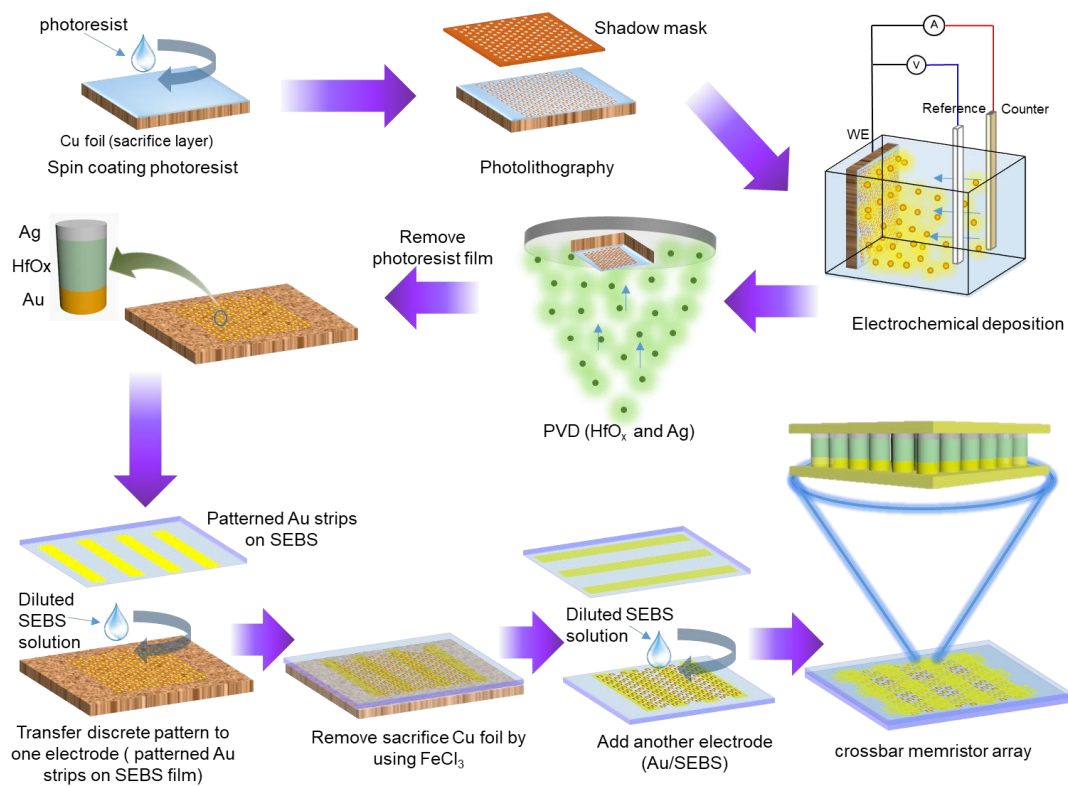 photoresist
Cu foil (sacrifice layer)
Spin coating photoresist
Shadow mask
Photolithography
A
V
Reference
Counter
WE
Electrochemical deposition
PVD (HfOₓ and Ag)
Remove
photoresist film
Ag
HfOx
Au
Patterned Au strips
on SEBS
Diluted
SEBS
solution
Transfer discrete pattern to
one electrode ( patterned Au
strips on SEBS film)
Remove sacrifice Cu foil by
using FeCl₃
Diluted SEBS
solution
Add another electrode
(Au/SEBS)
crossbar memristor array